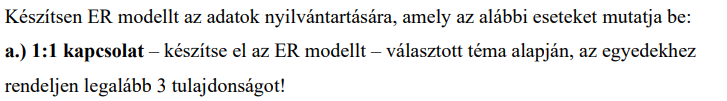 Készítsen ER modellt az adatok nyilvántartására, amely az alábbi eseteket mutatja be:
a.) 1:1 kapcsolat – készítse el az ER modellt – választott téma alapján, az egyedekhez
rendeljen legalább 3 tulajdonságot!